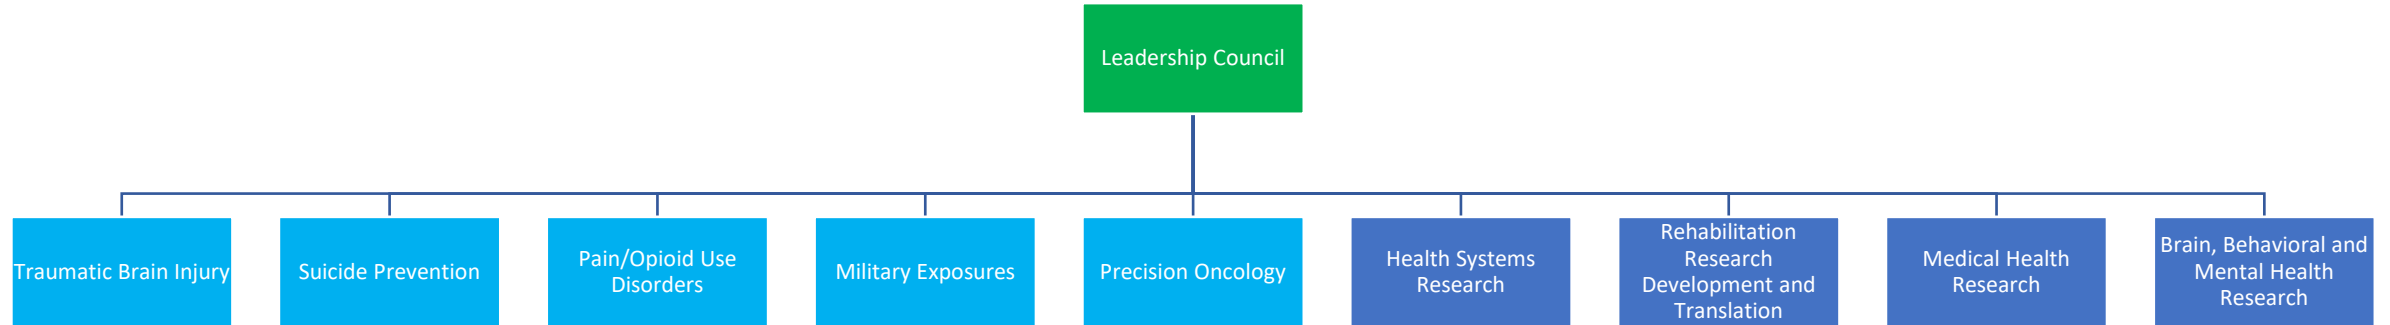 Leadership Council
Traumatic Brain Injury
Suicide Prevention
Pain/Opioid Use
Disorders
Military Exposures
Precision Oncology
Health Systems
Research
Rehabilitation
Research
Development and
Translation
Medical Health
Research
Brain, Behavioral and
Mental Health
Research